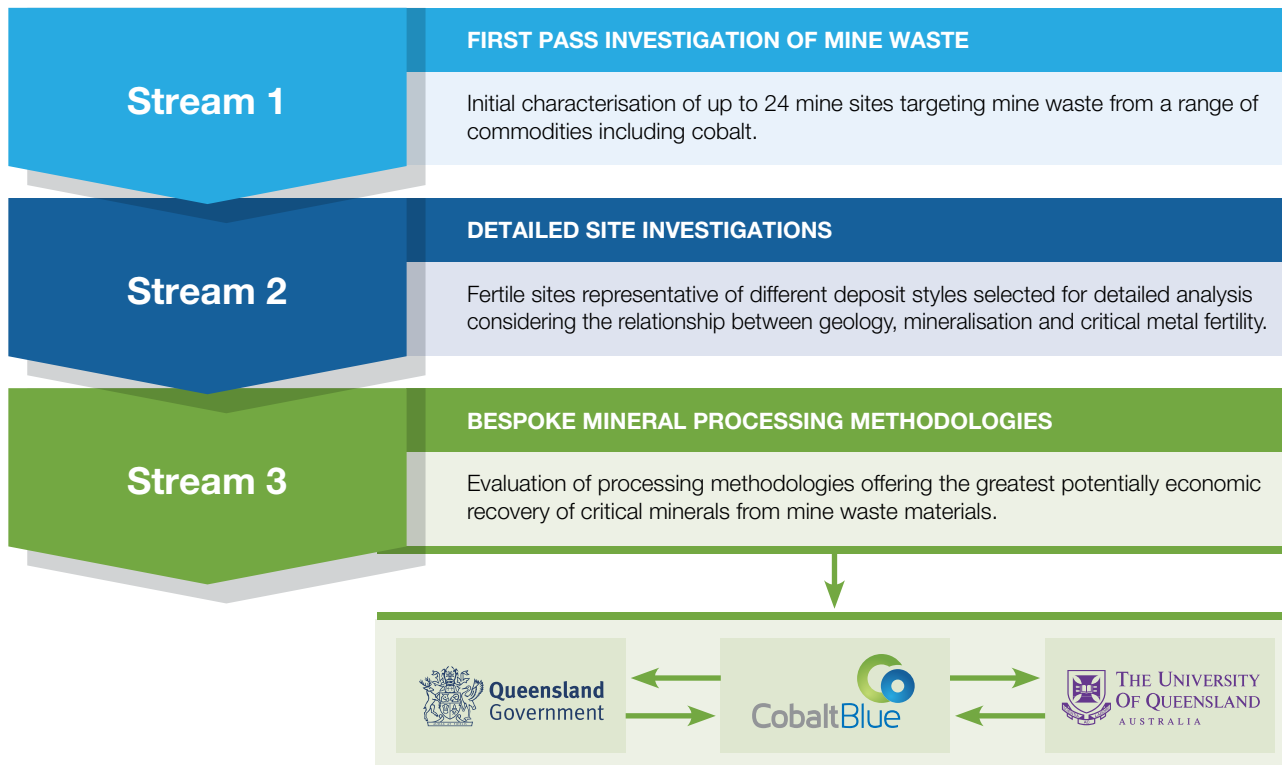 Stream 1
FIRST PASS INVESTIGATION OF MINE WASTE
Initial characterisation of up to 24 mine sites targeting mine waste from a range of
commodities including cobalt.
Stream 2
DETAILED SITE INVESTIGATIONS
Fertile sites representative of different deposit styles selected for detailed analysis
considering the relationship between geology, mineralisation and critical metal fertility.
Stream 3
BESPOKE MINERAL PROCESSING METHODOLOGIES
Evaluation of processing methodologies offering the greatest potentially economic
recovery of critical minerals from mine waste materials.
Queensland
Government
CobaltBlue
THE UNIVERSITY
OF QUEENSLAND
AUSTRALIA